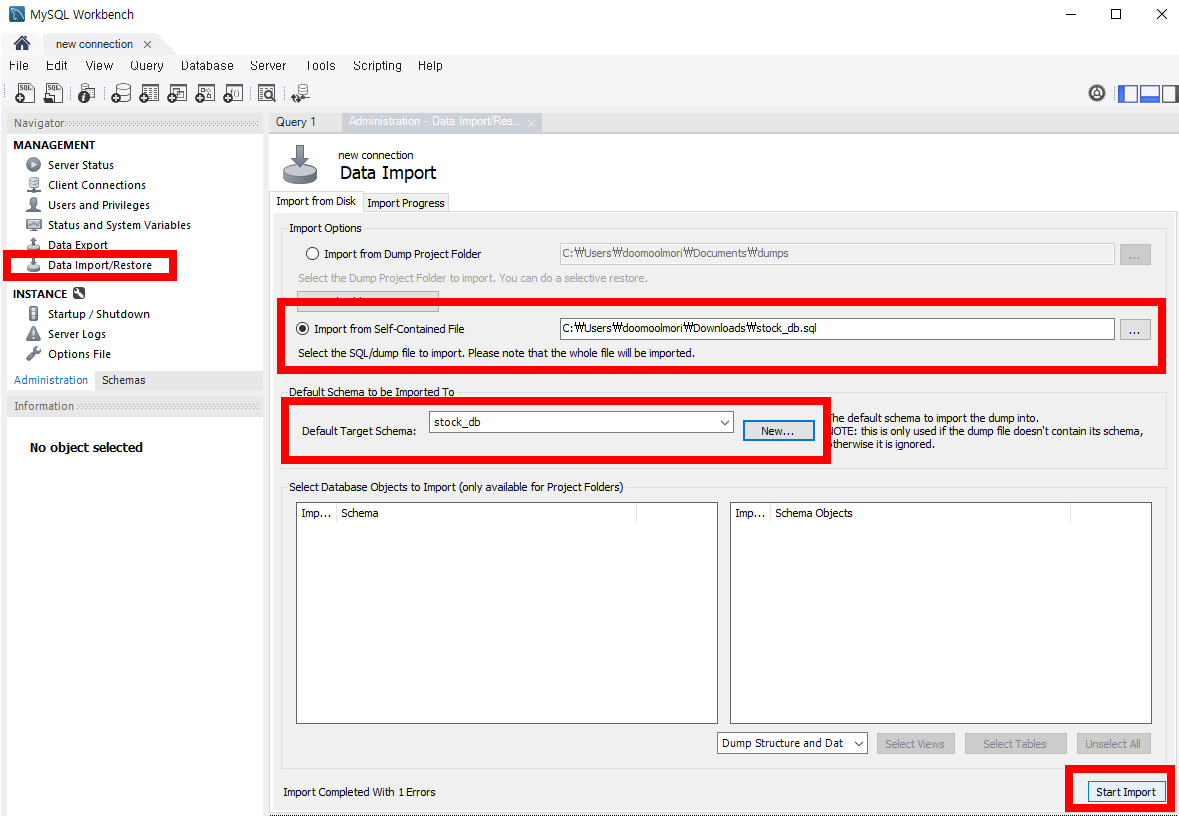 MySQL Workbench
new connection
File Edit View Query Database Server Tools Scripting Help
Navigator
MANAGEMENT
Server Status
Client Connections
Users and Privileges
Status and System Variables
Data Export
Data Import/Restore
INSTANCE
Startup / Shutdown
Server Logs
Options File
Administration Schemas
Information
No object selected
Query 1 Administration - Data Import/Res...
new connection
Data Import
Import from Disk Import Progress
Import Options
Import from Dump Project Folder C:₩Users₩doomoolmori₩Documents₩dumps ...
Select the Dump Project Folder to import. You can do a selective restore.
Import from Self-Contained File C:₩Users₩doomoolmori₩Downloads₩stock_db.sql ...
Select the SQL/dump file to import. Please note that the whole file will be imported.
Default Schema to be Imported To
Default Target Schema: stock_db New...
The default schema to import the dump into.
NOTE: this is only used if the dump file doesn't contain its schema,
otherwise it is ignored.
Select Database Objects to Import (only available for Project Folders)
Imp... Schema Imp... Schema Objects
Dump Structure and Dat Select Views Select Tables Unselect All
Import Completed With 1 Errors Start Import